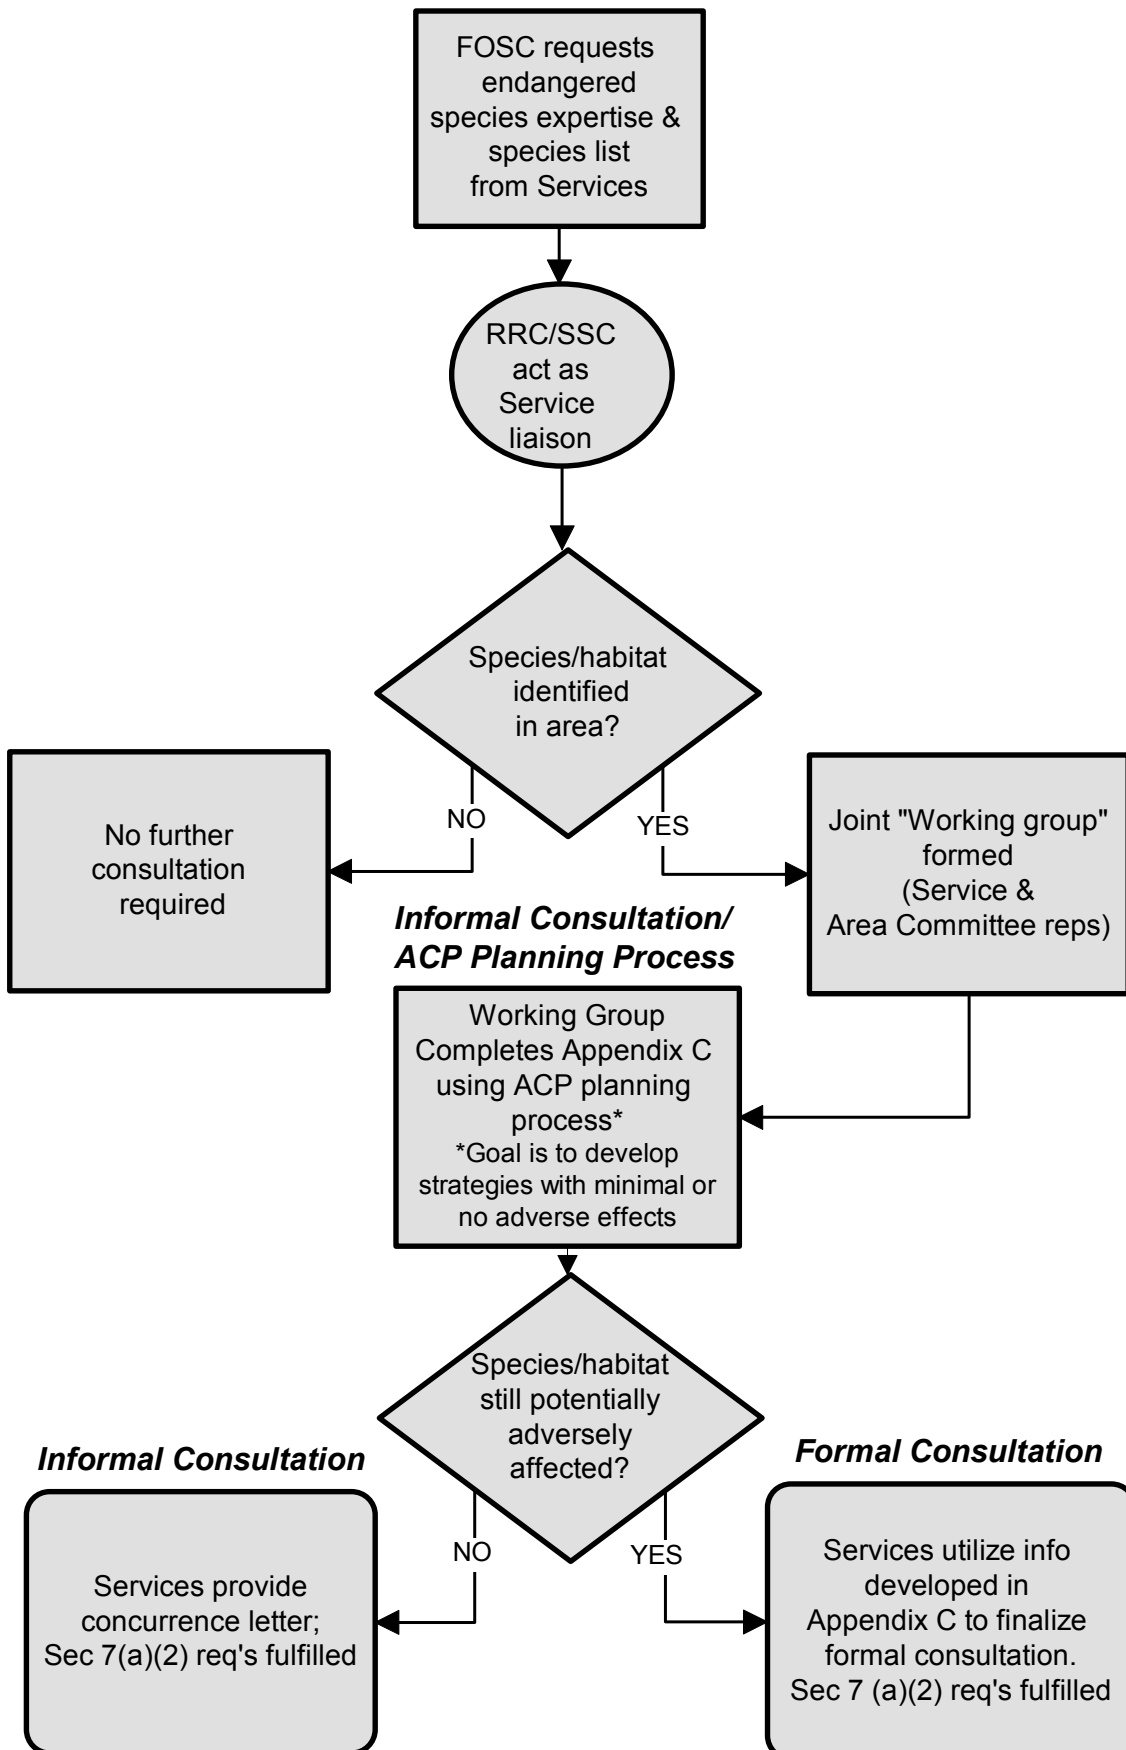 FOSC requests
endangered
species expertise &
species list
from Services
RRC/SSC
act as
Service
liaison
Species/habitat
identified
in area?
NO
YES
No further
consultation
required
Joint "Working group"
formed
(Service &
Area Committee reps)
Informal Consultation/
ACP Planning Process
Working Group
Completes Appendix C
using ACP planning
process*
*Goal is to develop
strategies with minimal or
no adverse effects
Species/habitat
still potentially
adversely
affected?
NO
YES
Informal Consultation
Services provide
concurrence letter;
Sec 7(a)(2) req's fulfilled
Formal Consultation
Services utilize info
developed in
Appendix C to finalize
formal consultation.
Sec 7 (a)(2) req's fulfilled